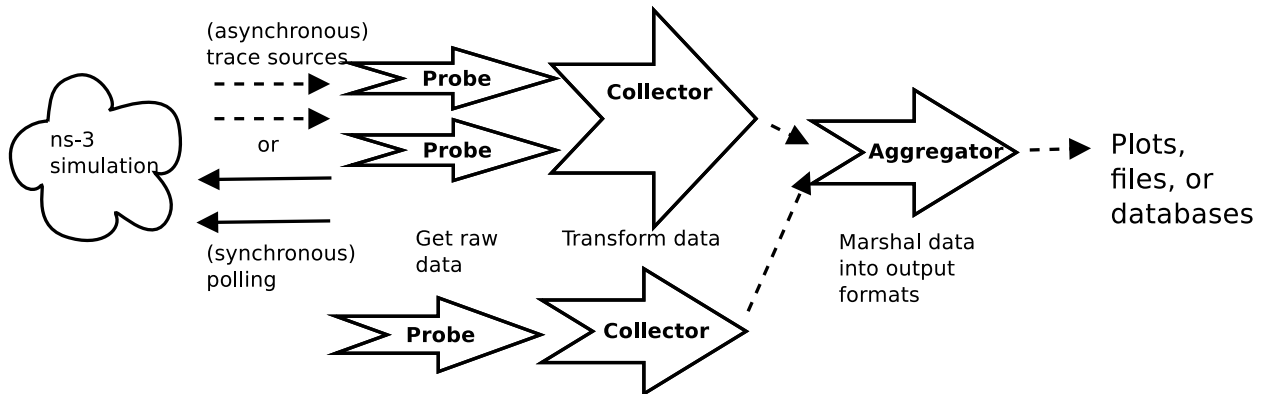 (asynchronous)
trace sources
Probe
Collector
ns-3
simulation
or
Probe
Aggregator
Plots,
files, or
databases
(synchronous)
polling
Get raw
data
Transform data
Marshal data
into output
formats
Probe
Collector